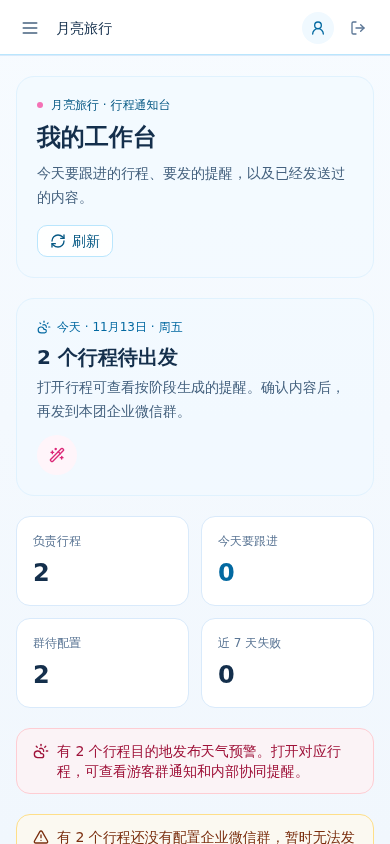 月亮旅行
月亮旅行 · 行程通知台
我的工作台
今天要跟进的行程、要发的提醒，以及已经发送过
的内容。
刷新
今天 · 11月13日 · 周五
2 个行程待出发
打开行程可查看按阶段生成的提醒。确认内容后，
再发到本团企业微信群。
负责行程
2
今天要跟进
0
群待配置
2
近 7 天失败
0
有 2 个行程目的地发布天气预警。打开对应行
程，可查看游客群通知和内部协同提醒。
有 2 个行程还没有配置企业微信群，暂时无法发